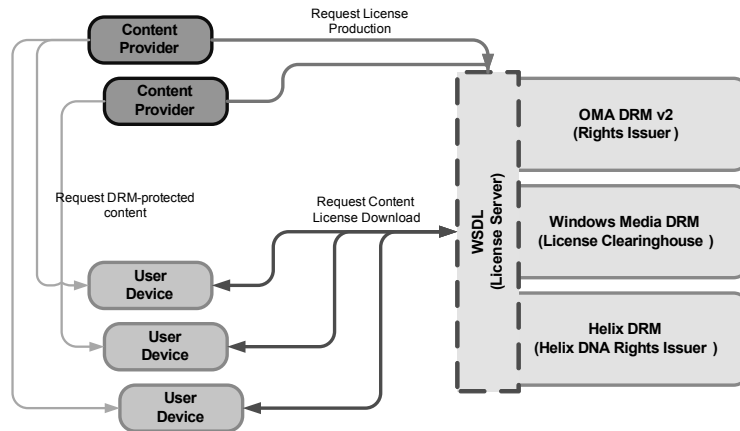 Request License
Production
Content
Provider
Content
Provider
OMA DRM v2
(Rights Issuer )
Request DRM-protected
content
Request Content
License Download
WSDL
(License Server)
Windows Media DRM
(License Clearinghouse )
User
Device
User
Device
Helix DRM
(Helix DNA Rights Issuer )
User
Device